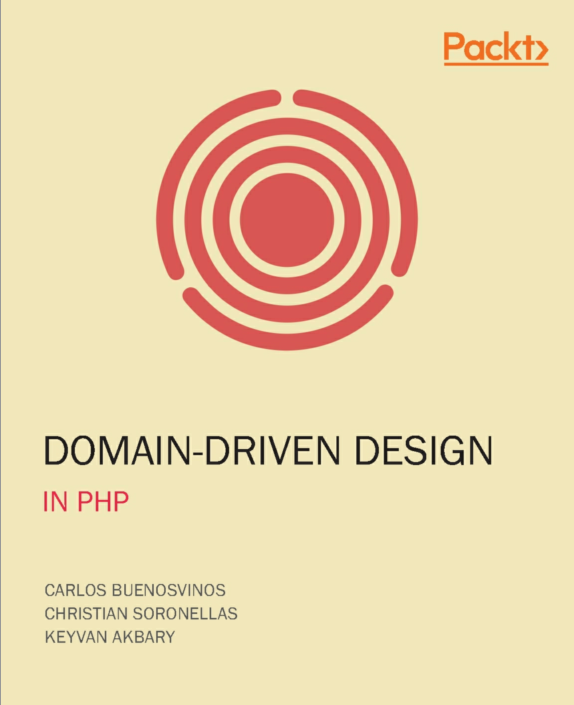 Packt>
DOMAIN-DRIVEN DESIGN
IN PHP
CARLOS BUENOSVINOS
CHRISTIAN SORONELLAS
KEYVAN AKBARY